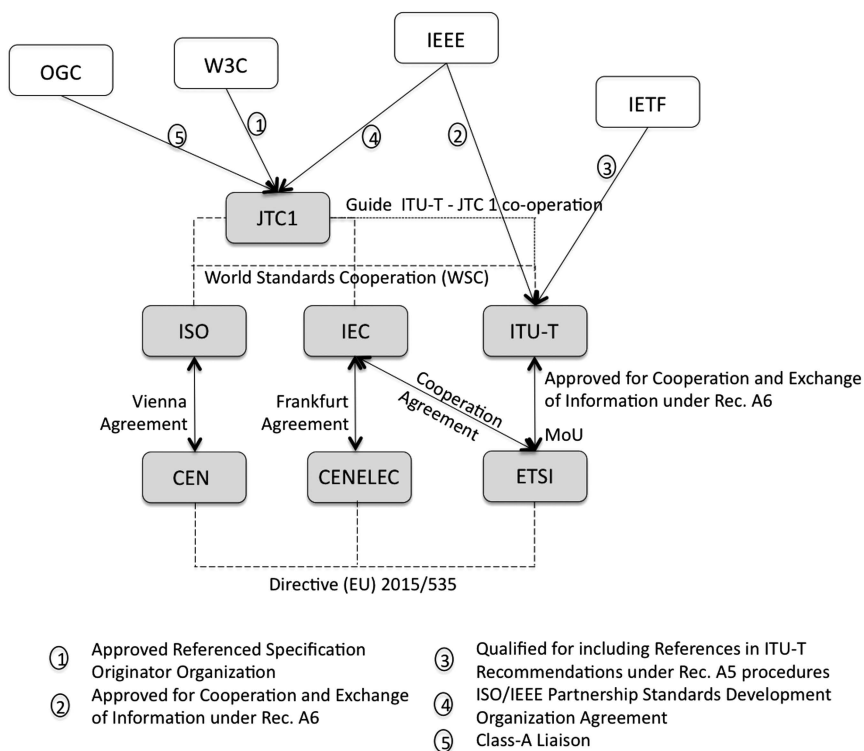 IEEE
W3C
OGC
IETF
1
5
4
2
3
JTC1
Guide ITU-T - JTC 1 co-operation
World Standards Cooperation (WSC)
ISO
IEC
ITU-T
Vienna
Agreement
Frankfurt
Agreement
Cooperation
Agreement
Approved for Cooperation and Exchange
of Information under Rec. A6
MoU
CEN
CENELEC
ETSI
Directive (EU) 2015/535
1 Approved Referenced Specification
Originator Organization
2 Approved for Cooperation and Exchange
of Information under Rec. A6
3 Qualified for including References in ITU-T
Recommendations under Rec. A5 procedures
4 ISO/IEEE Partnership Standards Development
Organization Agreement
5 Class-A Liaison